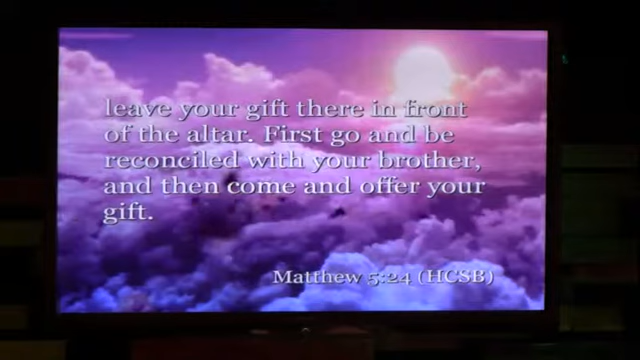 leave your gift there in front
of the altar. First go and be
reconciled with your brother,
and then come and offer your
gift.
Matthew 5:24 (HCSB)